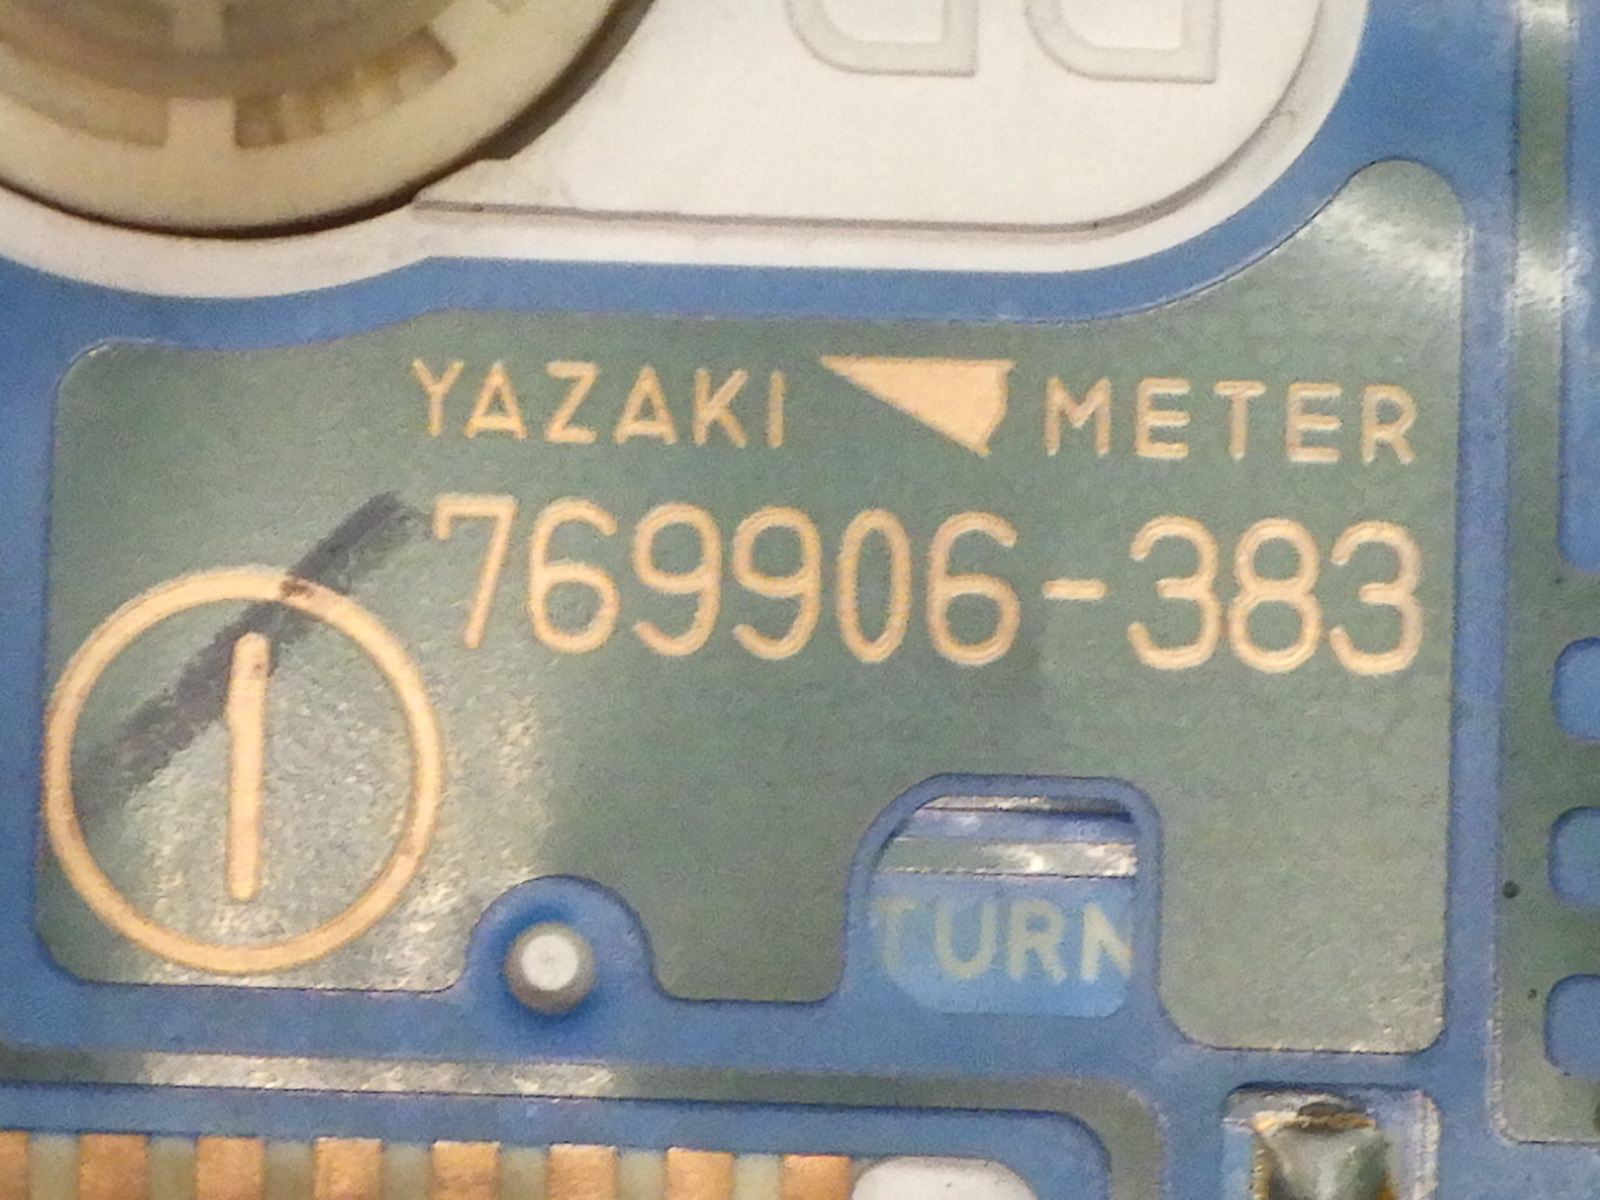 YAZAKI METER
769906-383
1
TURN